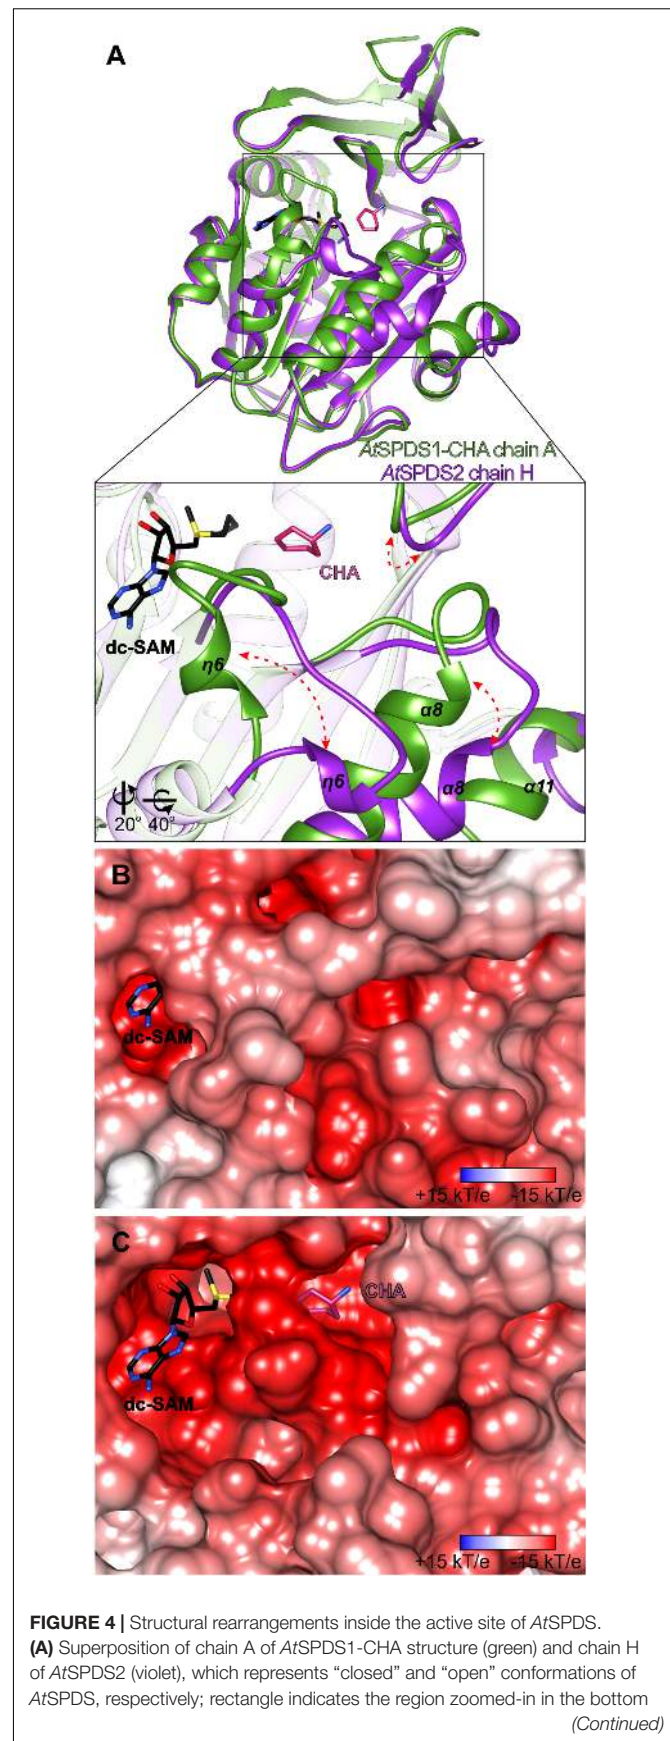 A
AtSPDS1-CHA chain A
AtSPDS2 chain H
CHA
dc-SAM
η6
α8
η6
α8
α11
20° 40°
B
dc-SAM
+15 kT/e -15 kT/e
C
CHA
dc-SAM
+15 kT/e -15 kT/e
FIGURE 4 | Structural rearrangements inside the active site of AtSPDS.
(A) Superposition of chain A of AtSPDS1-CHA structure (green) and chain H
of AtSPDS2 (violet), which represents “closed” and “open” conformations of
AtSPDS, respectively; rectangle indicates the region zoomed-in in the bottom
(Continued)